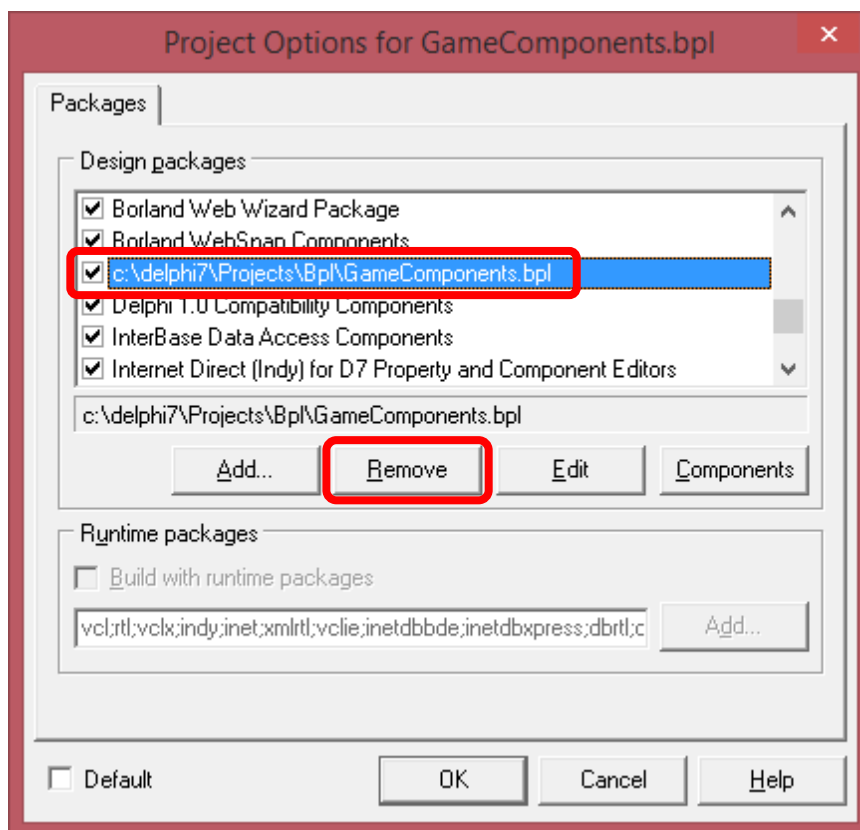 Project Options for GameComponents.bpl
Packages
Design packages
Borland Web Wizard Package
Borland WebSnap Components
c:\delphi7\Projects\Bpl\GameComponents.bpl
Delphi 1.0 Compatibility Components
InterBase Data Access Components
Internet Direct (Indy) for D7 Property and Component Editors
c:\delphi7\Projects\Bpl\GameComponents.bpl
Add... Remove Edit Components
Runtime packages
Build with runtime packages
vcl;rtl;vclx;indy;inet;xmlrtl;vclie;inetdbbde;inetdbxpress;dbrtl;c Add...
Default OK Cancel Help